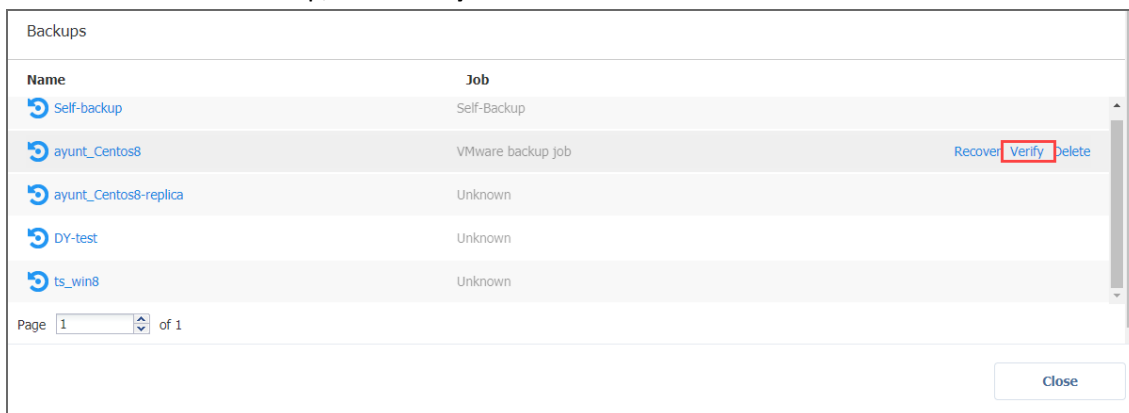 Backups
Name Job
Self-backup Self-Backup
ayunt_Centos8 VMware backup job Recover Verify Delete
ayunt_Centos8-replica Unknown
DY-test Unknown
ts_win8 Unknown
Page 1 of 1
Close